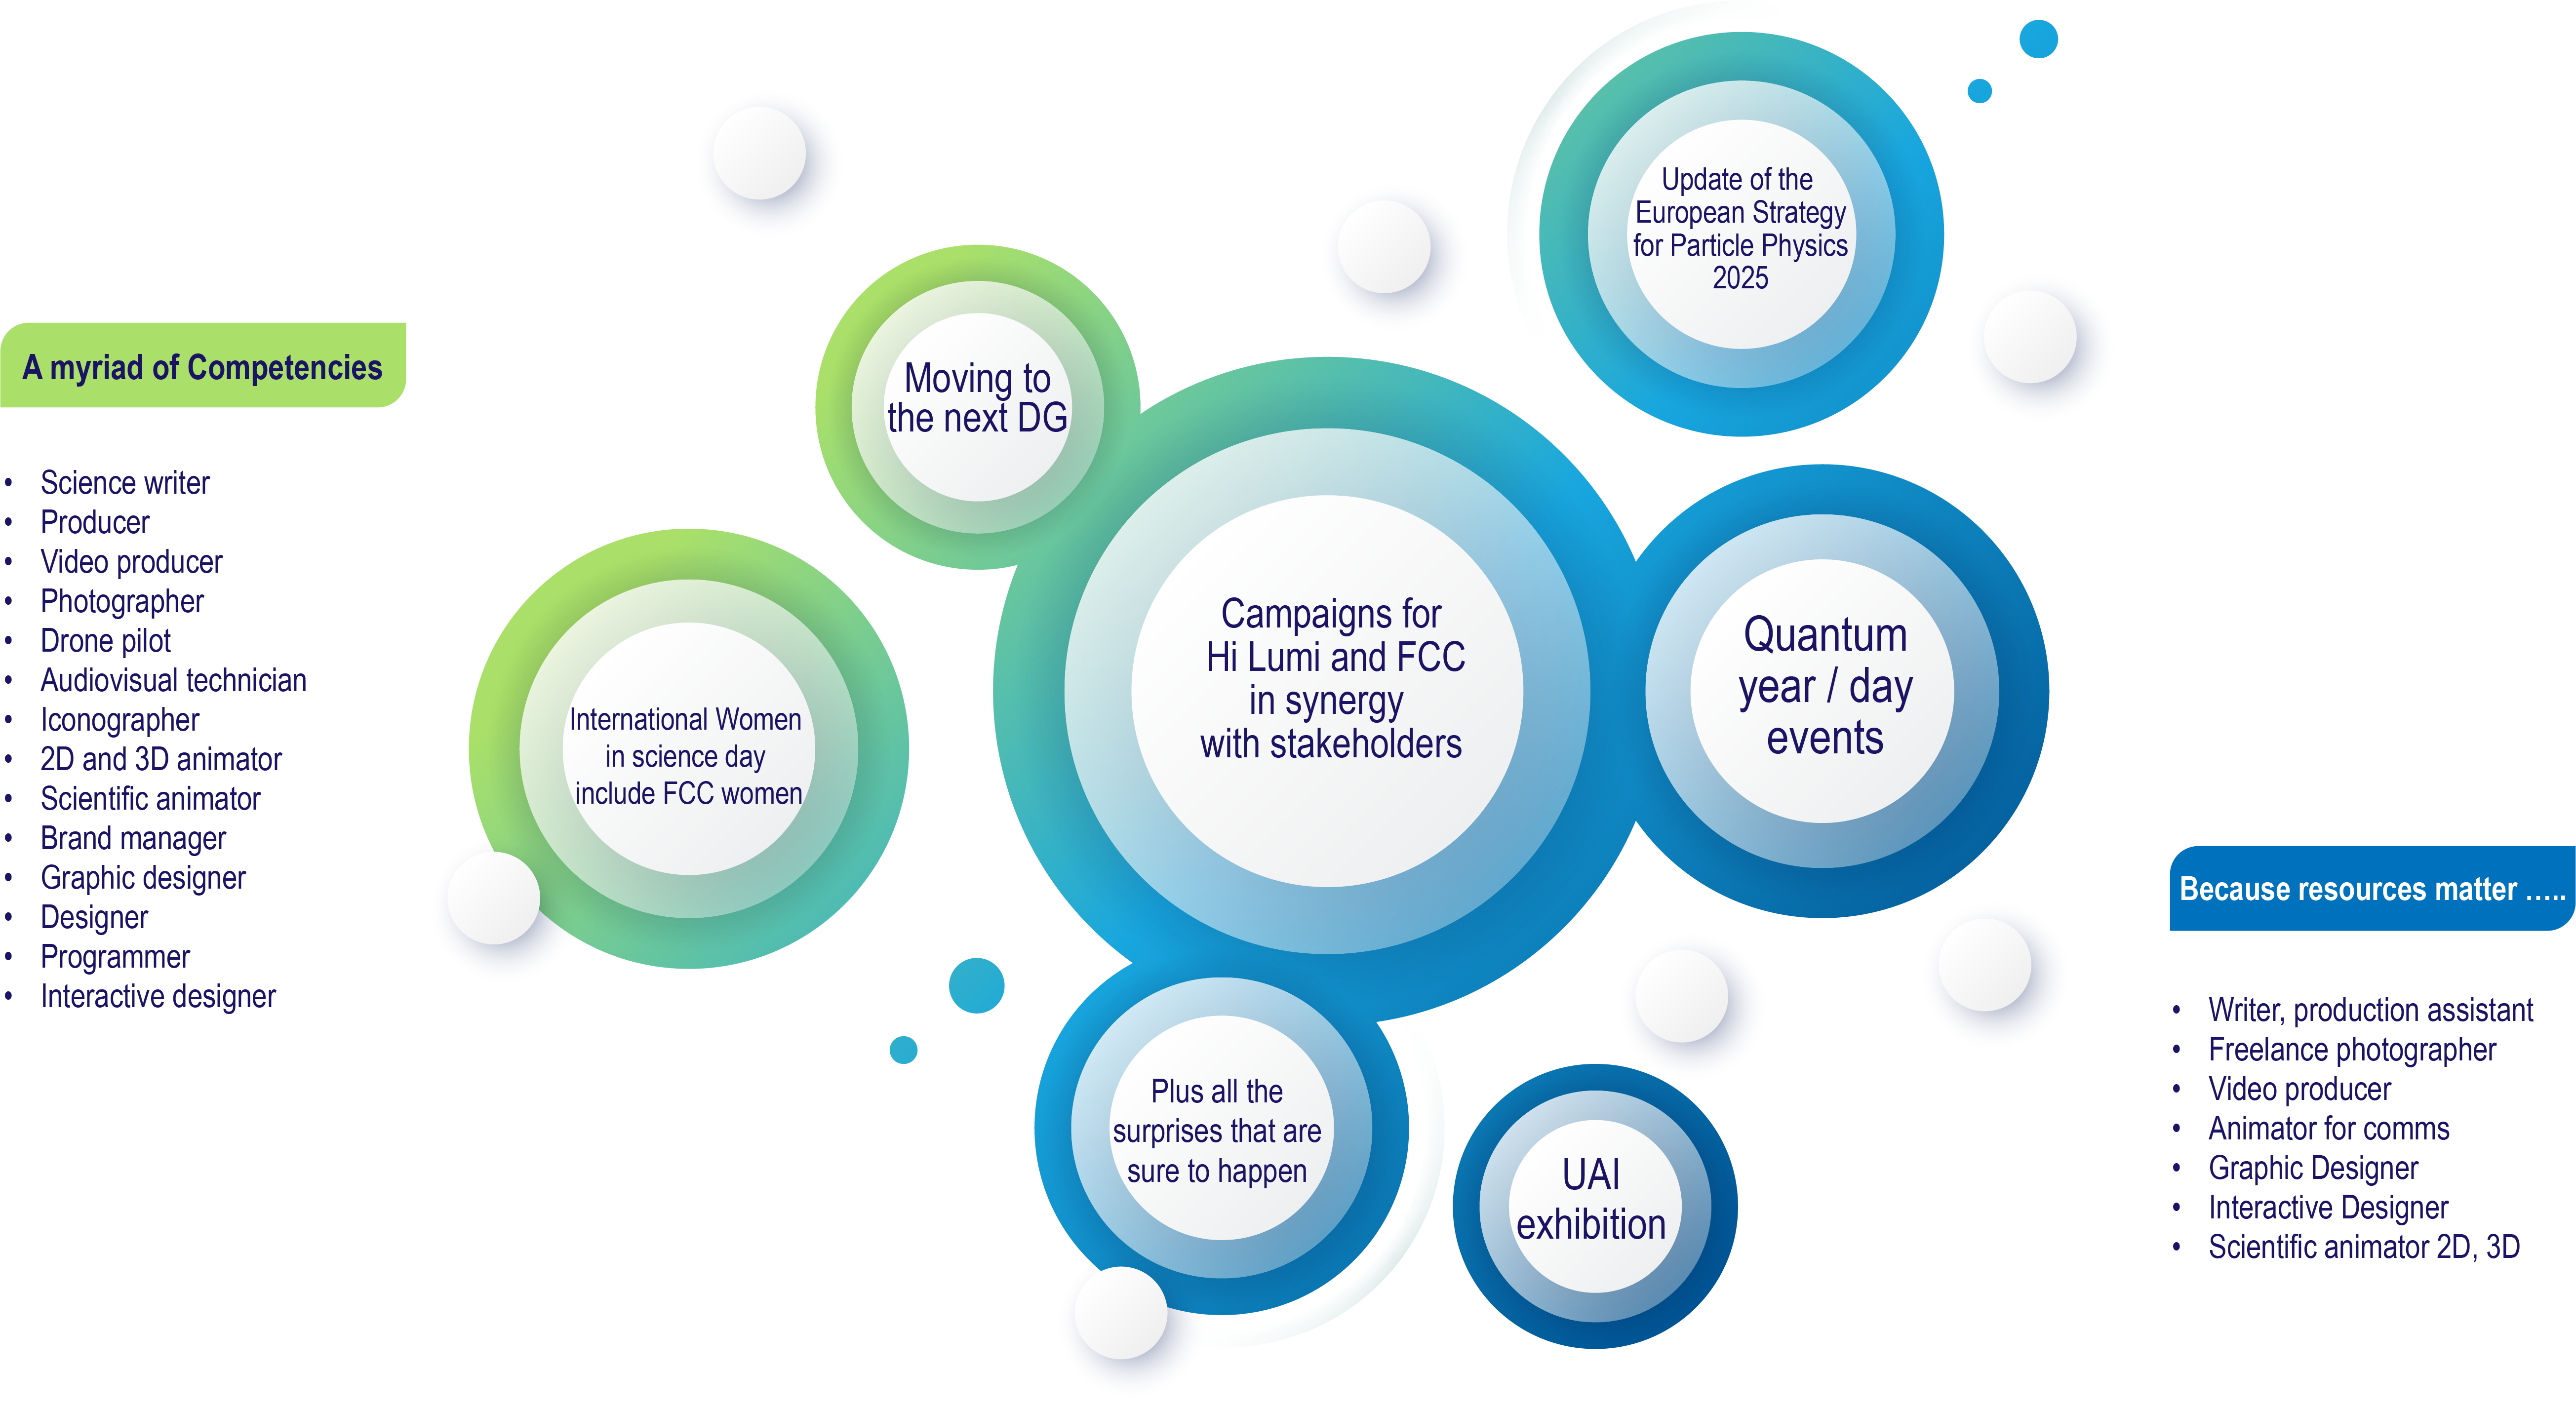 A myriad of Competencies
• Science writer
• Producer
• Video producer
• Photographer
• Drone pilot
• Audiovisual technician
• Iconographer
• 2D and 3D animator
• Scientific animator
• Brand manager
• Graphic designer
• Designer
• Programmer
• Interactive designer
Moving to
the next DG
International Women
in science day
include FCC women
Campaigns for
Hi Lumi and FCC
in synergy
with stakeholders
Update of the
European Strategy
for Particle Physics
2025
Quantum
year / day
events
Plus all the
surprises that are
sure to happen
UAI
exhibition
Because resources matter …..
• Writer, production assistant
• Freelance photographer
• Video producer
• Animator for comms
• Graphic Designer
• Interactive Designer
• Scientific animator 2D, 3D